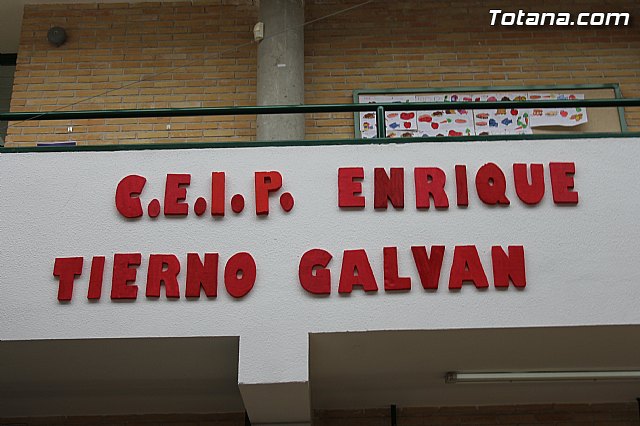 Totana.com
C.E.I.P. ENRIQUE
TIERNO GALVAN